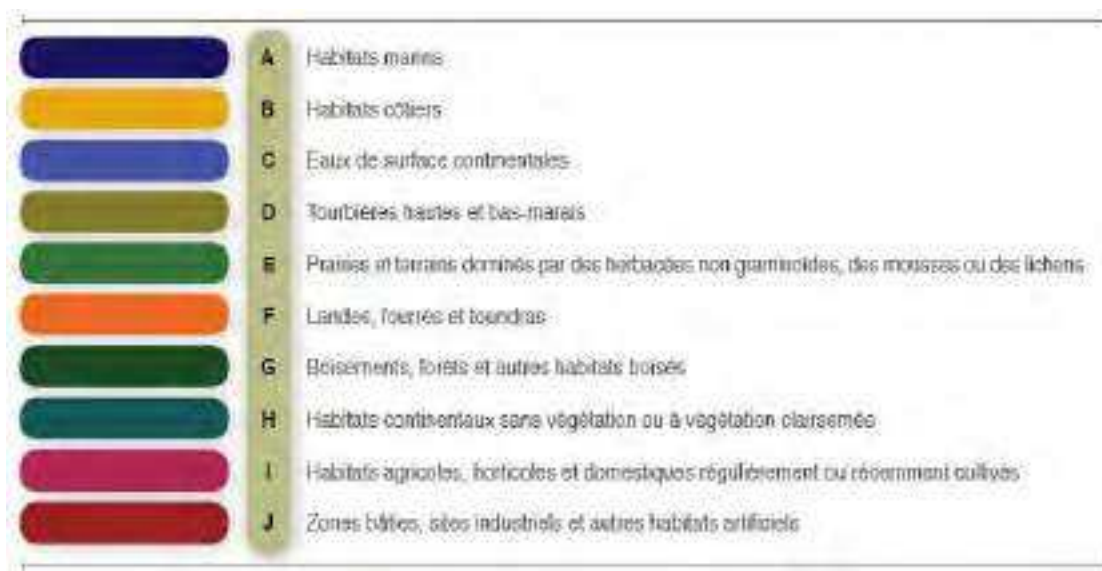 A Habitats marins
B Habitats côtiers
C Eaux de surface continentales
D Tourbières hautes et bas-marais
E Prairies et terrains dominés par des herbacées non graminoïdes, des mousses ou des lichens
F Landes, fourrés et toundras
G Boisements, forêts et autres habitats boisés
H Habitats continentaux sans végétation ou à végétation clairsemée
I Habitats agricoles, horticoles et domestiques régulièrement ou récemment cultivés
J Zones bâties, sites industriels et autres habitats artificiels